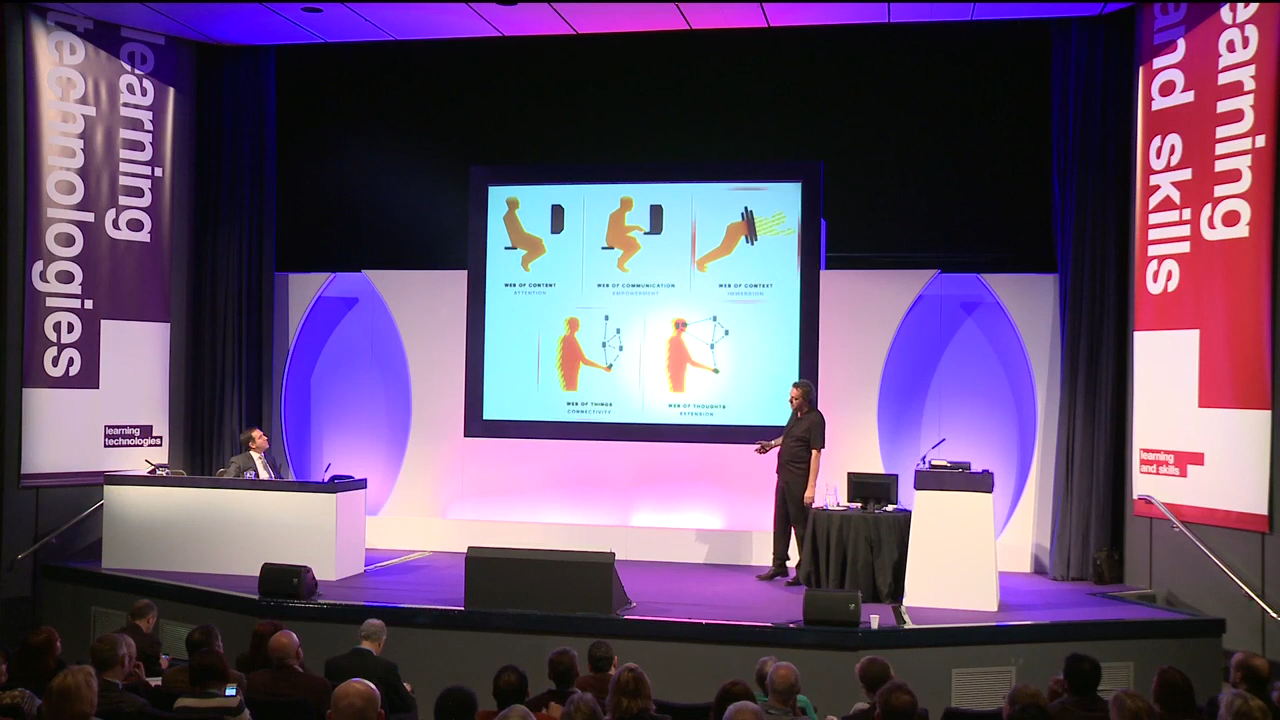 learning
technologies
learning
technologies
WEB OF CONTENT
ATTENTION
WEB OF COMMUNICATION
EMPOWERMENT
WEB OF CONTEXT
IMMERSION
WEB OF THINGS
CONNECTIVITY
WEB OF THOUGHTS
EXTENSION
learning
and skills
learning
and skills